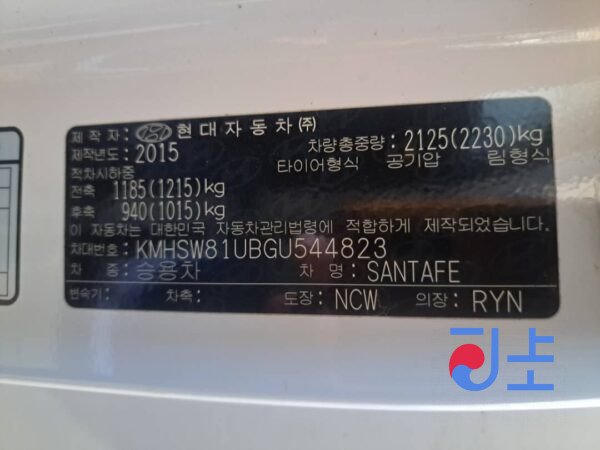 제 작 자: 현대자동차(주)
제작년도: 2015 차량총중량: 2125(2230)kg
적차시하중 타이어형식 공기압 림형식
전축 1185(1215)kg
후축 940(1015)kg
이 자동차는 대한민국 자동차관리법령에 적합하게 제작되었습니다.
차대번호: KMHSW81UBGU544823
차 종: 승용차 차 명: SANTAFE
변속기: 차축: 도장: NCW 의장: RYN